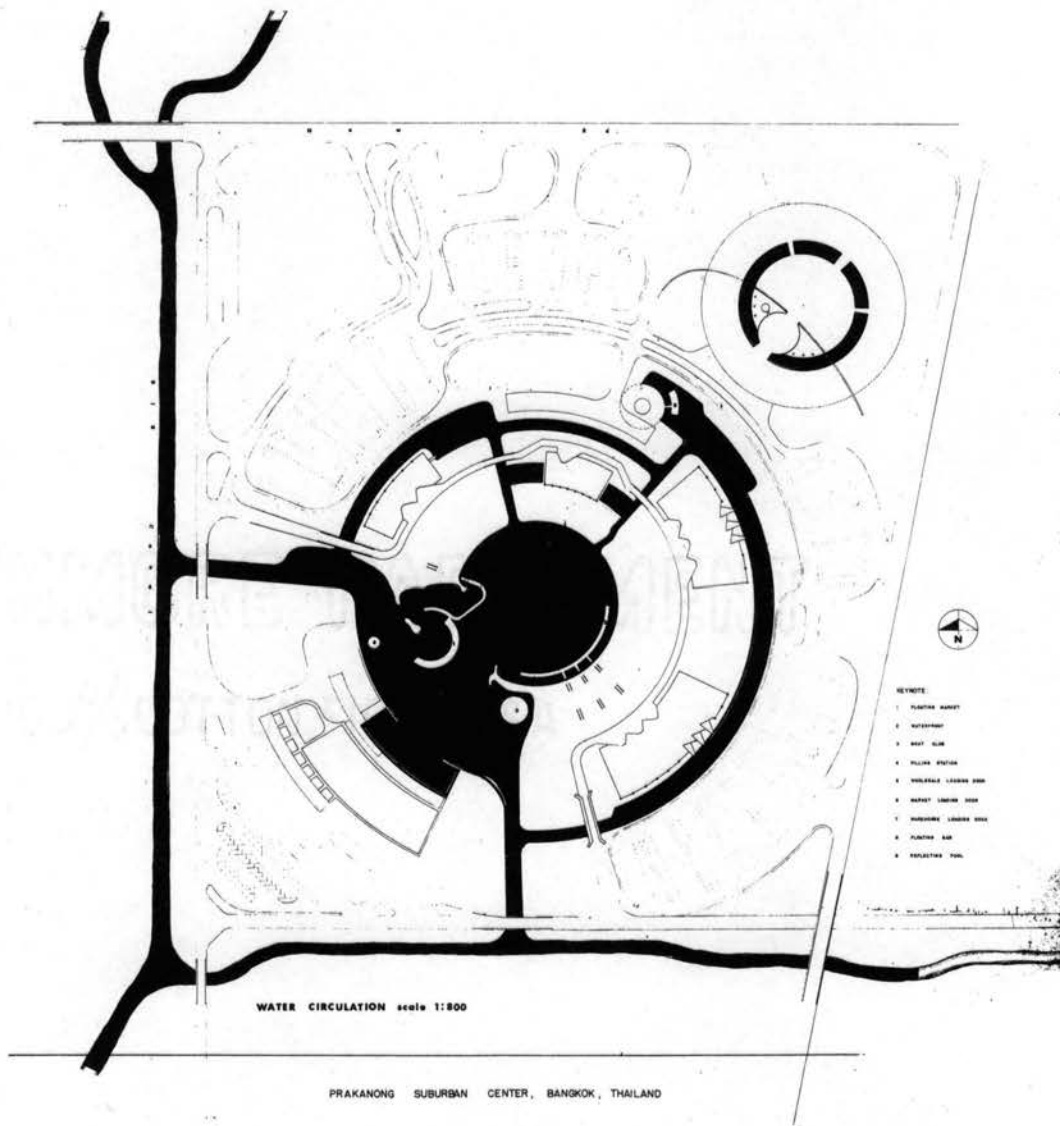 WATER CIRCULATION scale 1:800
N
KEYNOTE
1 FLOATING MARKET
2 WATERFRONT
3 BOAT CLUB
4 FILLING STATION
5 WHOLESALE LOADING DOCK
6 MARKET LOADING DOCK
7 WAREHOUSE LOADING DOCK
8 FLOATING BAR
9 REFLECTING POOL
PRAKANONG SUBURBAN CENTER, BANGKOK, THAILAND